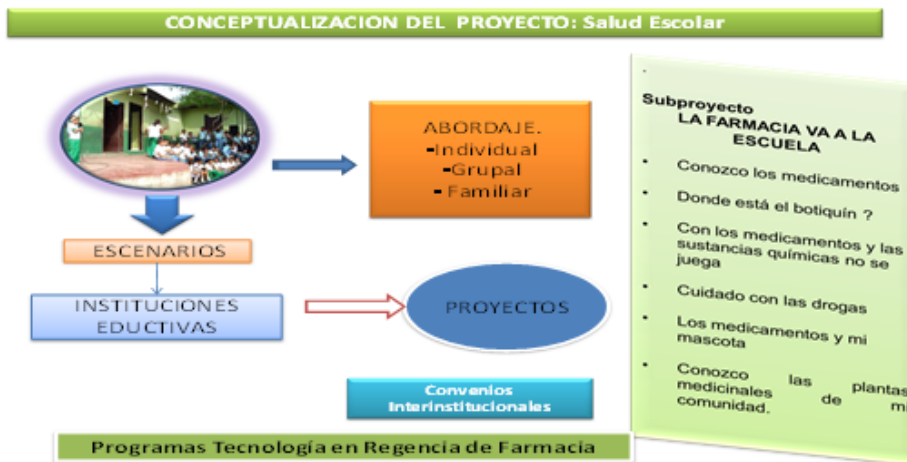 CONCEPTUALIZACION DEL PROYECTO: Salud Escolar
ABORDAJE.
-Individual
-Grupal
- Familiar
ESCENARIOS
INSTITUCIONES
EDUCTIVAS
PROYECTOS
Convenios
Interinstitucionales
Programas Tecnología en Regencia de Farmacia
.
Subproyecto
LA FARMACIA VA A LA
ESCUELA
• Conozco los medicamentos
• Donde está el botiquín ?
• Con los medicamentos y las
sustancias químicas no se
juega
• Cuidado con las drogas
• Los medicamentos y mi
mascota
• Conozco las plantas
medicinales de mi
comunidad.